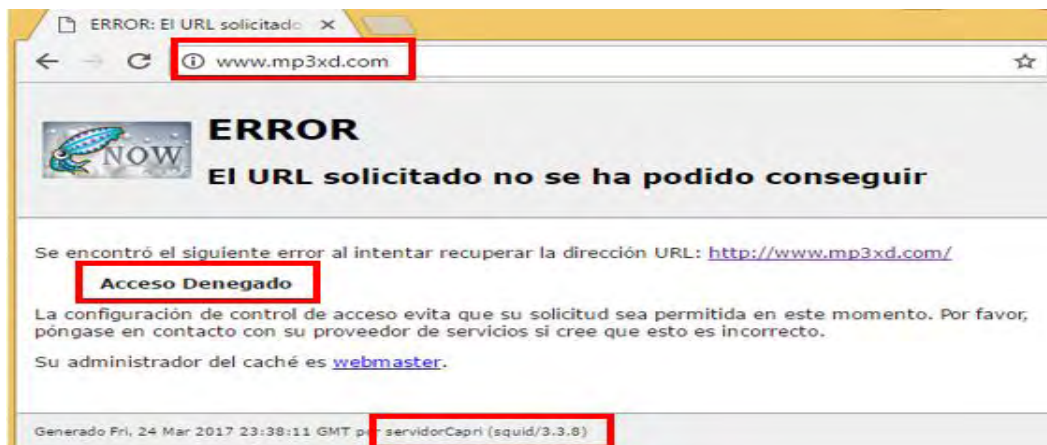 ERROR: El URL solicitado
www.mp3xd.com
NOW
ERROR
El URL solicitado no se ha podido conseguir
Se encontró el siguiente error al intentar recuperar la dirección URL: http://www.mp3xd.com/
Acceso Denegado
La configuración de control de acceso evita que su solicitud sea permitida en este momento. Por favor,
póngase en contacto con su proveedor de servicios si cree que esto es incorrecto.
Su administrador del caché es webmaster.
Generado Fri, 24 Mar 2017 23:38:11 GMT por servidorCapri (squid/3.3.8)